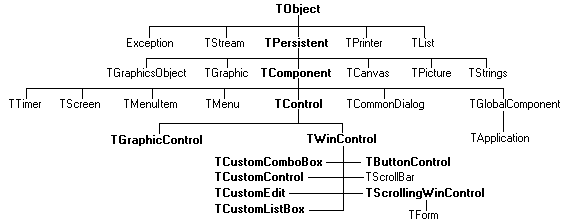 TObject
Exception TStream TPersistent TPrinter TList
TGraphicsObject TGraphic TComponent TCanvas TPicture TStrings
TTimer TScreen TMenuItem TMenu TControl TCommonDialog TGlobalComponent
TGraphicControl TWinControl TApplication
TCustomComboBox TButtonControl
TCustomControl TScrollBar
TCustomEdit TScrollingWinControl
TCustomListBox TForm